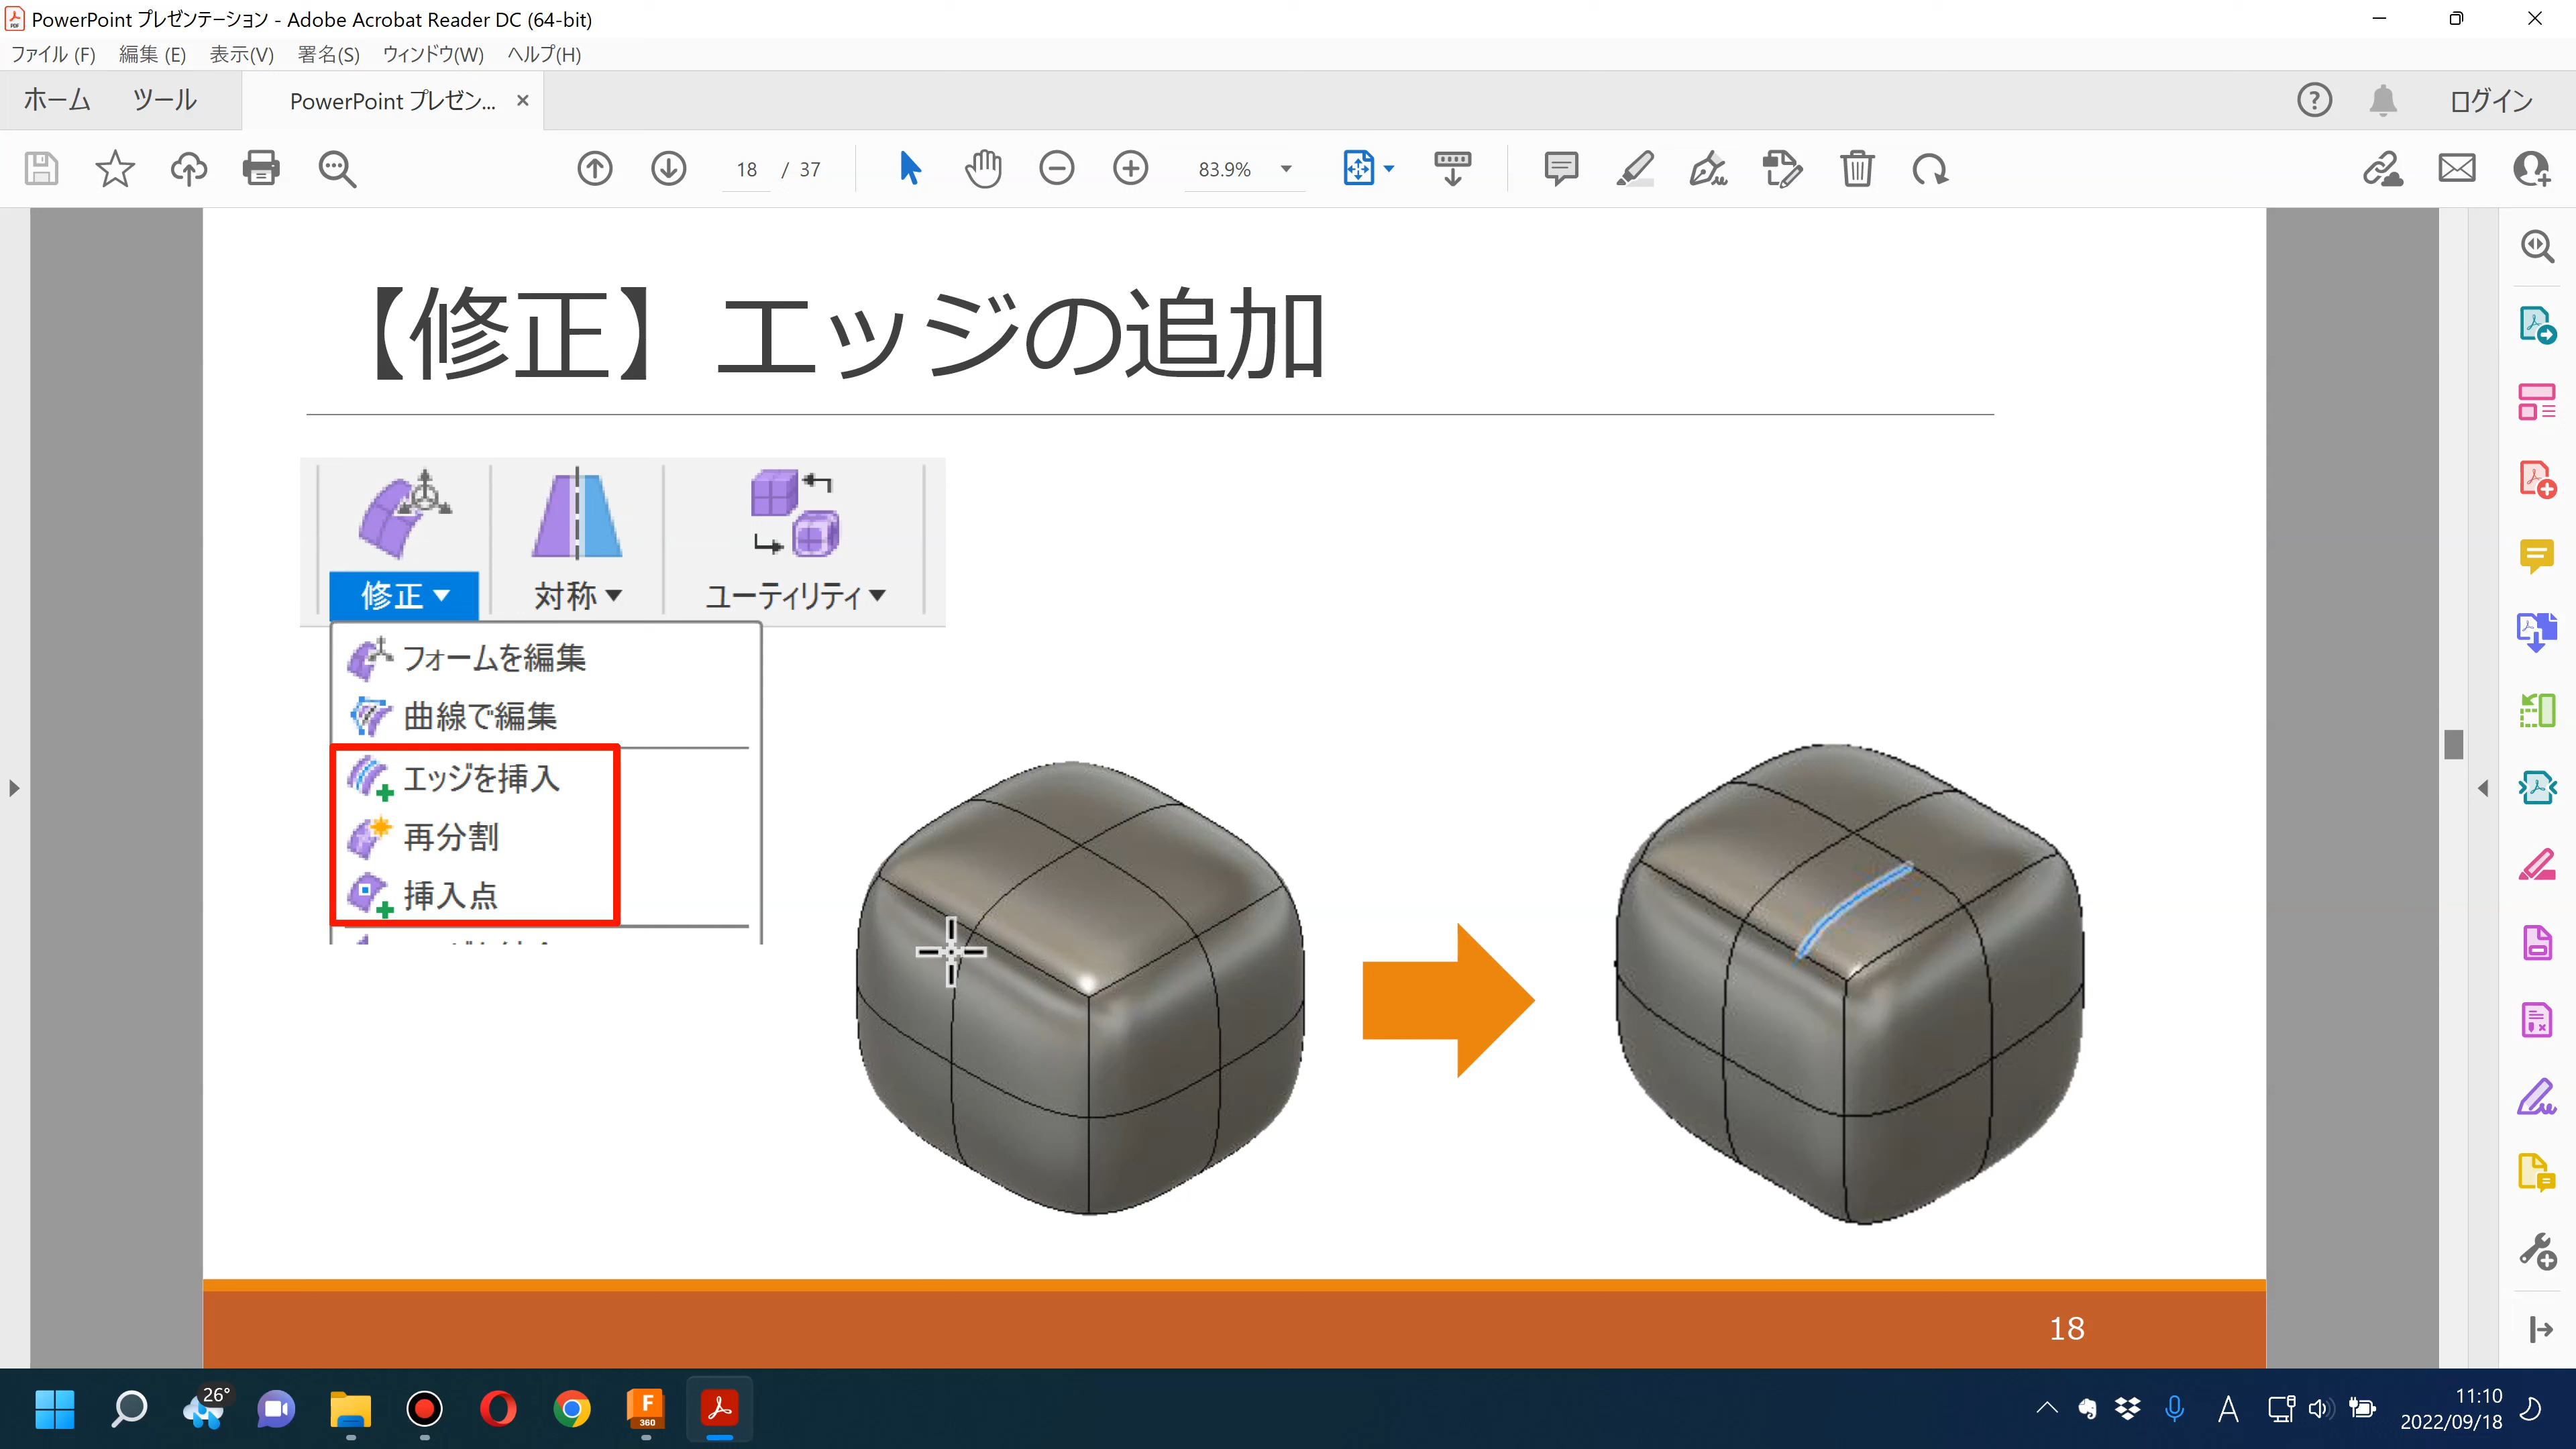 PowerPoint プレゼンテーション - Adobe Acrobat Reader DC (64-bit)
ファイル (F) 編集 (E) 表示(V) 署名(S) ウィンドウ(W) ヘルプ(H)
ホーム ツール PowerPoint プレゼン... ログイン
18 / 37 83.9%
【修正】エッジの追加
修正 対称 ユーティリティ
フォームを編集
曲線で編集
エッジを挿入
再分割
挿入点
18
26°
F
360
A
11:10
2022/09/18